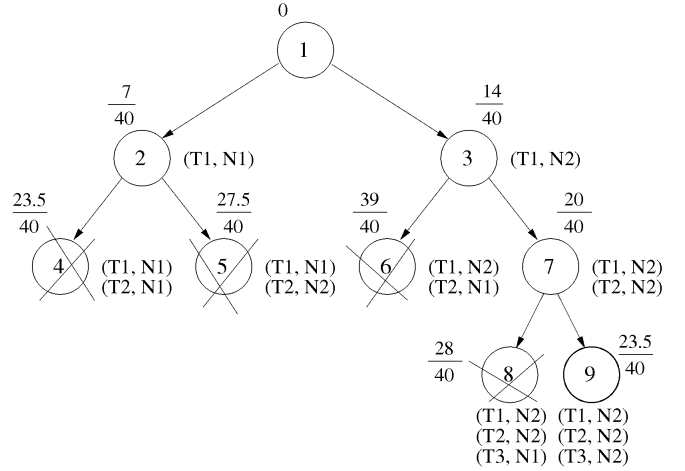 0
1
7
40
14
40
2 (T1, N1)
3 (T1, N2)
23.5
40
27.5
40
39
40
20
40
4 (T1, N1)
(T2, N1)
5 (T1, N1)
(T2, N2)
6 (T1, N2)
(T2, N1)
7 (T1, N2)
(T2, N2)
28
40
8
9
23.5
40
(T1, N2)
(T2, N2)
(T3, N1)
(T1, N2)
(T2, N2)
(T3, N2)